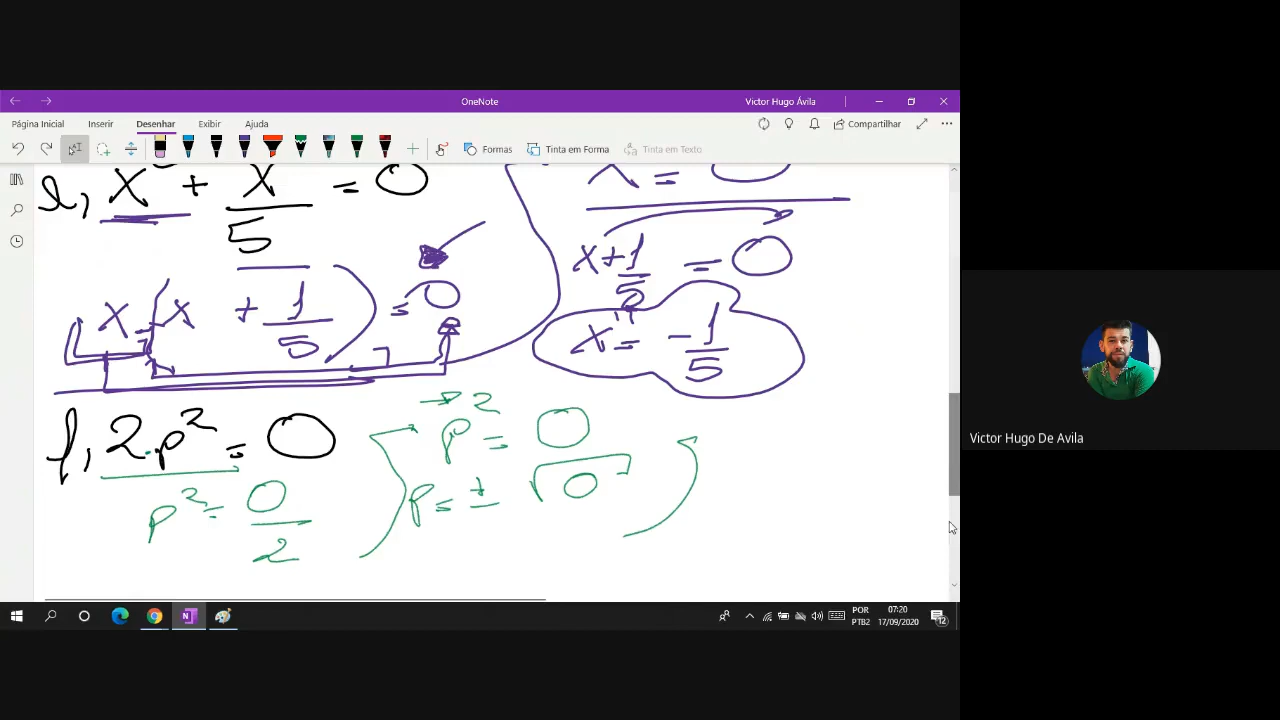 OneNote
Victor Hugo Ávila
Página Inicial Inserir Desenhar Exibir Ajuda
Compartilhar
Formas Tinta em Forma Tinta em Texto
e, x² + x/5 = 0
x . (x + 1/5) = 0
x' = 0
x + 1/5 = 0
x'' = - 1/5
f, 2.p² = 0
p² = 0/2
→ p² = 0
p = ± √0
Victor Hugo De Avila
POR 07:20
PTB2 17/09/2020
12